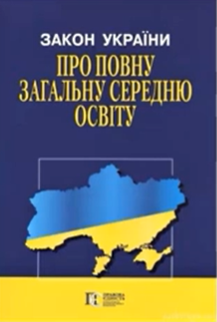 ЗАКОН УКРАЇНИ
ПРО ПОВНУ
ЗАГАЛЬНУ СЕРЕДНЮ
ОСВІТУ